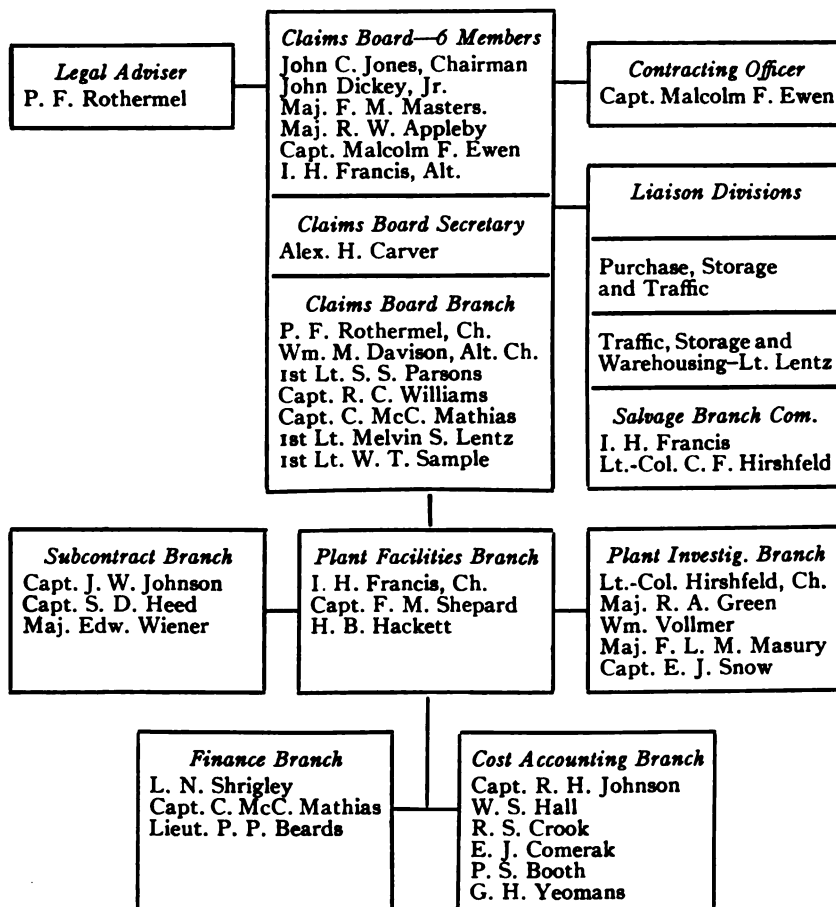 Legal Adviser
P. F. Rothermel
Claims Board—6 Members
John C. Jones, Chairman
John Dickey, Jr.
Maj. F. M. Masters.
Maj. R. W. Appleby
Capt. Malcolm F. Ewen
I. H. Francis, Alt.
Claims Board Secretary
Alex. H. Carver
Claims Board Branch
P. F. Rothermel, Ch.
Wm. M. Davison, Alt. Ch.
1st Lt. S. S. Parsons
Capt. R. C. Williams
Capt. C. McC. Mathias
1st Lt. Melvin S. Lentz
1st Lt. W. T. Sample
Contracting Officer
Capt. Malcolm F. Ewen
Liaison Divisions
Purchase, Storage
and Traffic
Traffic, Storage and
Warehousing–Lt. Lentz
Salvage Branch Com.
I. H. Francis
Lt.-Col. C. F. Hirshfeld
Subcontract Branch
Capt. J. W. Johnson
Capt. S. D. Heed
Maj. Edw. Wiener
Plant Facilities Branch
I. H. Francis, Ch.
Capt. F. M. Shepard
H. B. Hackett
Plant Investig. Branch
Lt.-Col. Hirshfeld, Ch.
Maj. R. A. Green
Wm. Vollmer
Maj. F. L. M. Masury
Capt. E. J. Snow
Finance Branch
L. N. Shrigley
Capt. C. McC. Mathias
Lieut. P. P. Beards
Cost Accounting Branch
Capt. R. H. Johnson
W. S. Hall
R. S. Crook
E. J. Comerak
P. S. Booth
G. H. Yeomans